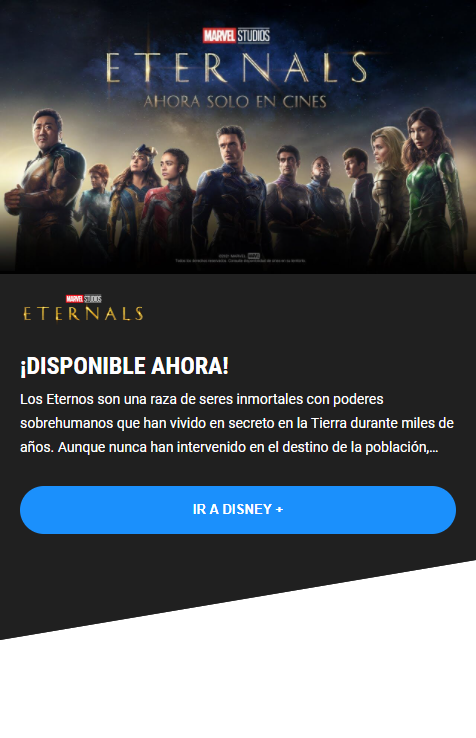 MARVEL STUDIOS
ETERNALS
AHORA SOLO EN CINES
©2021 MARVEL
MARVEL STUDIOS
ETERNALS
¡DISPONIBLE AHORA!
Los Eternos son una raza de seres inmortales con poderes
sobrehumanos que han vivido en secreto en la Tierra durante miles de
años. Aunque nunca han intervenido en el destino de la población,...
IR A DISNEY +